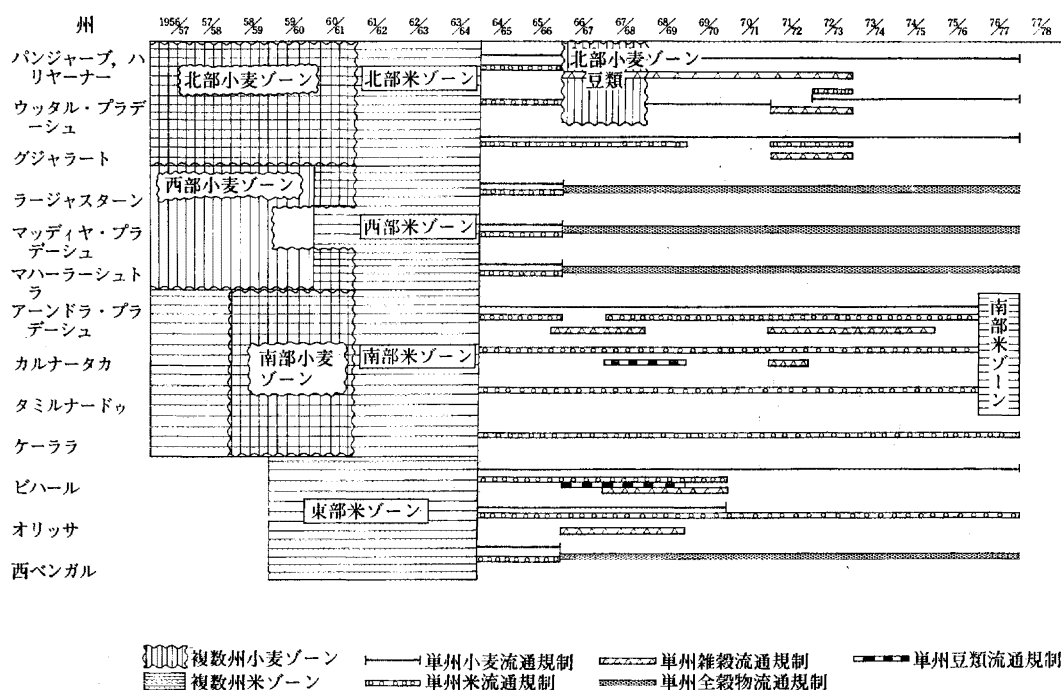 州
1956/57 57/58 58/59 59/60 60/61 61/62 62/63 63/64 64/65 65/66 66/67 67/68 68/69 69/70 70/71 71/72 72/73 73/74 74/75 75/76 76/77 77/78
パンジャーブ，ハ
リヤーナー
ウッタル・プラデ
ーシュ
グジャラート
ラージャスターン
マッディヤ・プラ
デーシュ
マハーラーシュト
ラ
アーンドラ・プラ
デーシュ
カルナータカ
タミルナードゥ
ケーララ
ビハール
オリッサ
西ベンガル
北部小麦ゾーン
北部米ゾーン
北部小麦ゾーン
豆類
西部小麦ゾーン
西部米ゾーン
南部小麦
ゾーン
南部米ゾーン
南部米ゾーン
東部米ゾーン
複数州小麦ゾーン
単州小麦流通規制
単州雑穀流通規制
単州豆類流通規制
複数州米ゾーン
単州米流通規制
単州全穀物流通規制